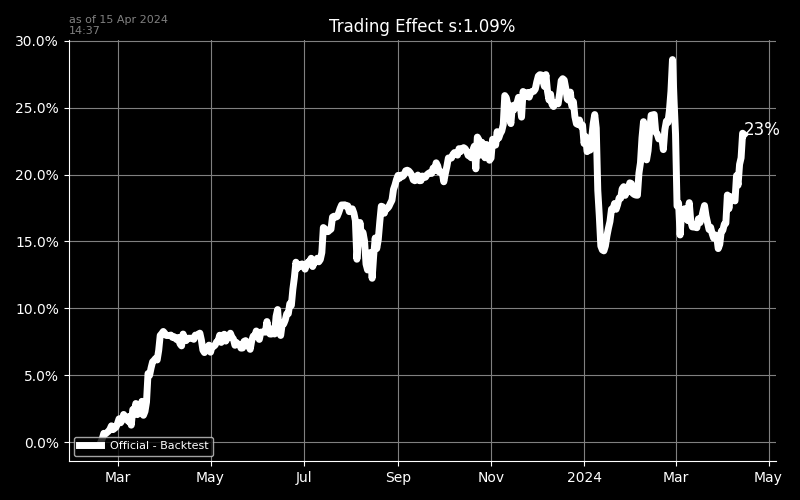 as of 15 Apr 2024
14:37
Trading Effect s:1.09%
30.0%
25.0%
20.0%
15.0%
10.0%
5.0%
0.0%
23%
Official - Backtest
Mar May Jul Sep Nov 2024 Mar May